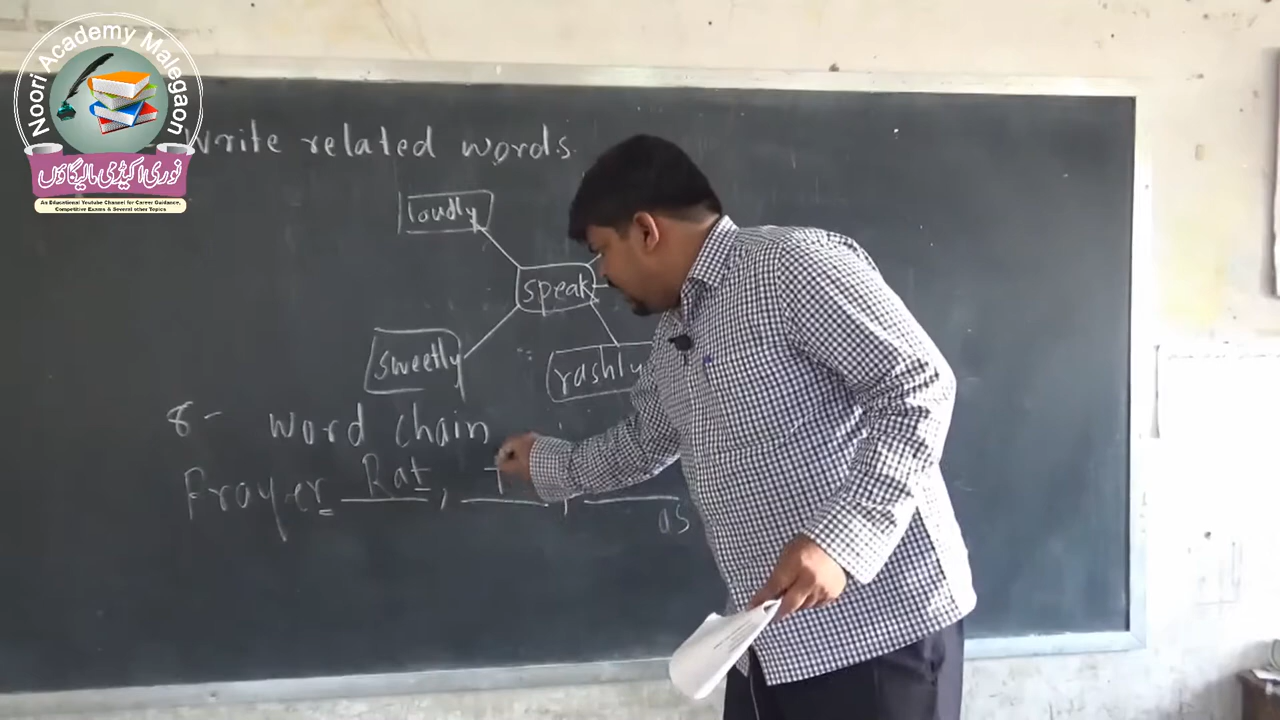 Noori Academy Malegaon
نوری اکیڈمی مالیگاؤں
An Educational Youtube Channel for Career Guidance,
Competitive Exams & Several other Topics
Write related words.
loudly
speak
sweetly
rashly
8- Word chain
Prayer Rat, T
as